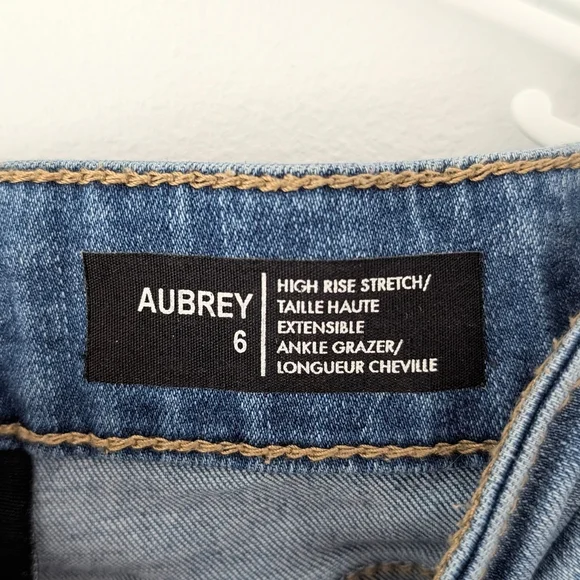 AUBREY
6
HIGH RISE STRETCH/
TAILLE HAUTE
EXTENSIBLE
ANKLE GRAZER/
LONGUEUR CHEVILLE